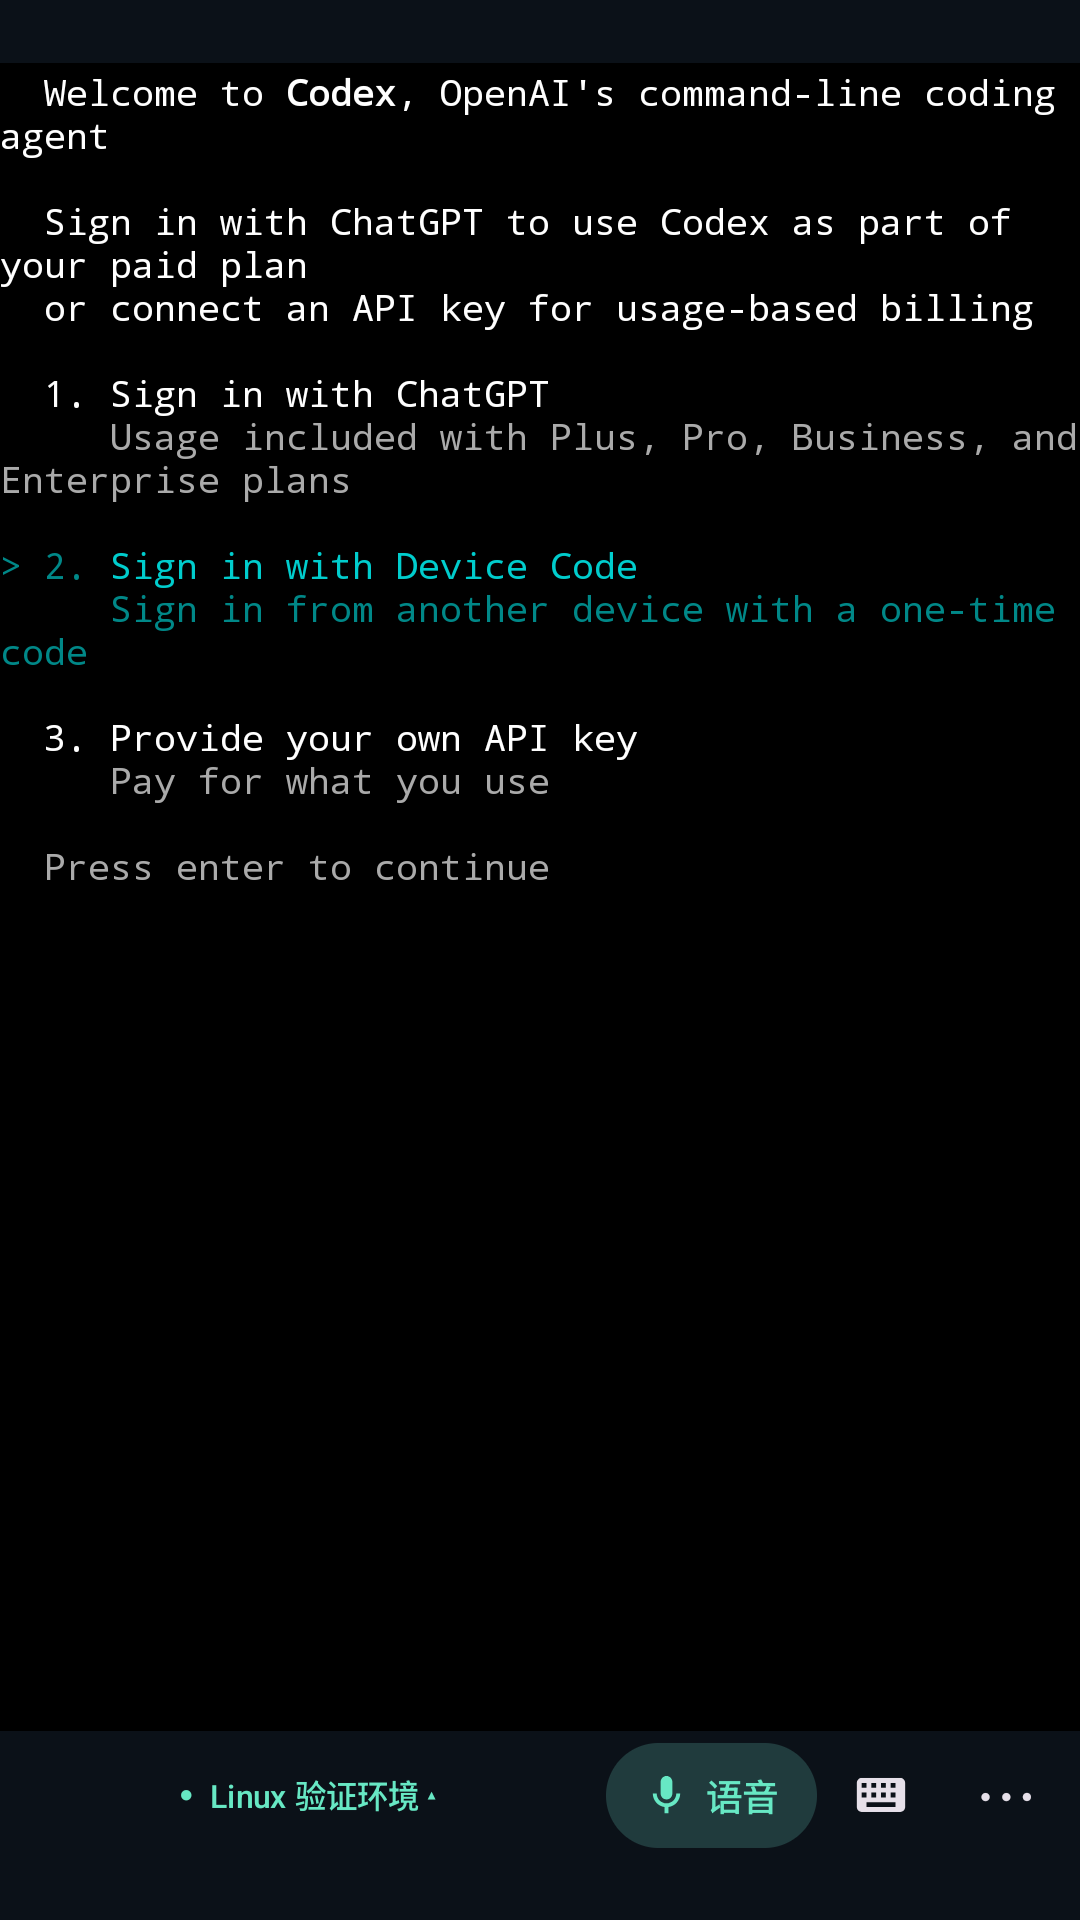 Welcome to Codex, OpenAI's command-line coding
agent
Sign in with ChatGPT to use Codex as part of
your paid plan
or connect an API key for usage-based billing
1. Sign in with ChatGPT
Usage included with Plus, Pro, Business, and
Enterprise plans
> 2. Sign in with Device Code
Sign in from another device with a one-time
code
3. Provide your own API key
Pay for what you use
Press enter to continue
Linux 验证环境
语音